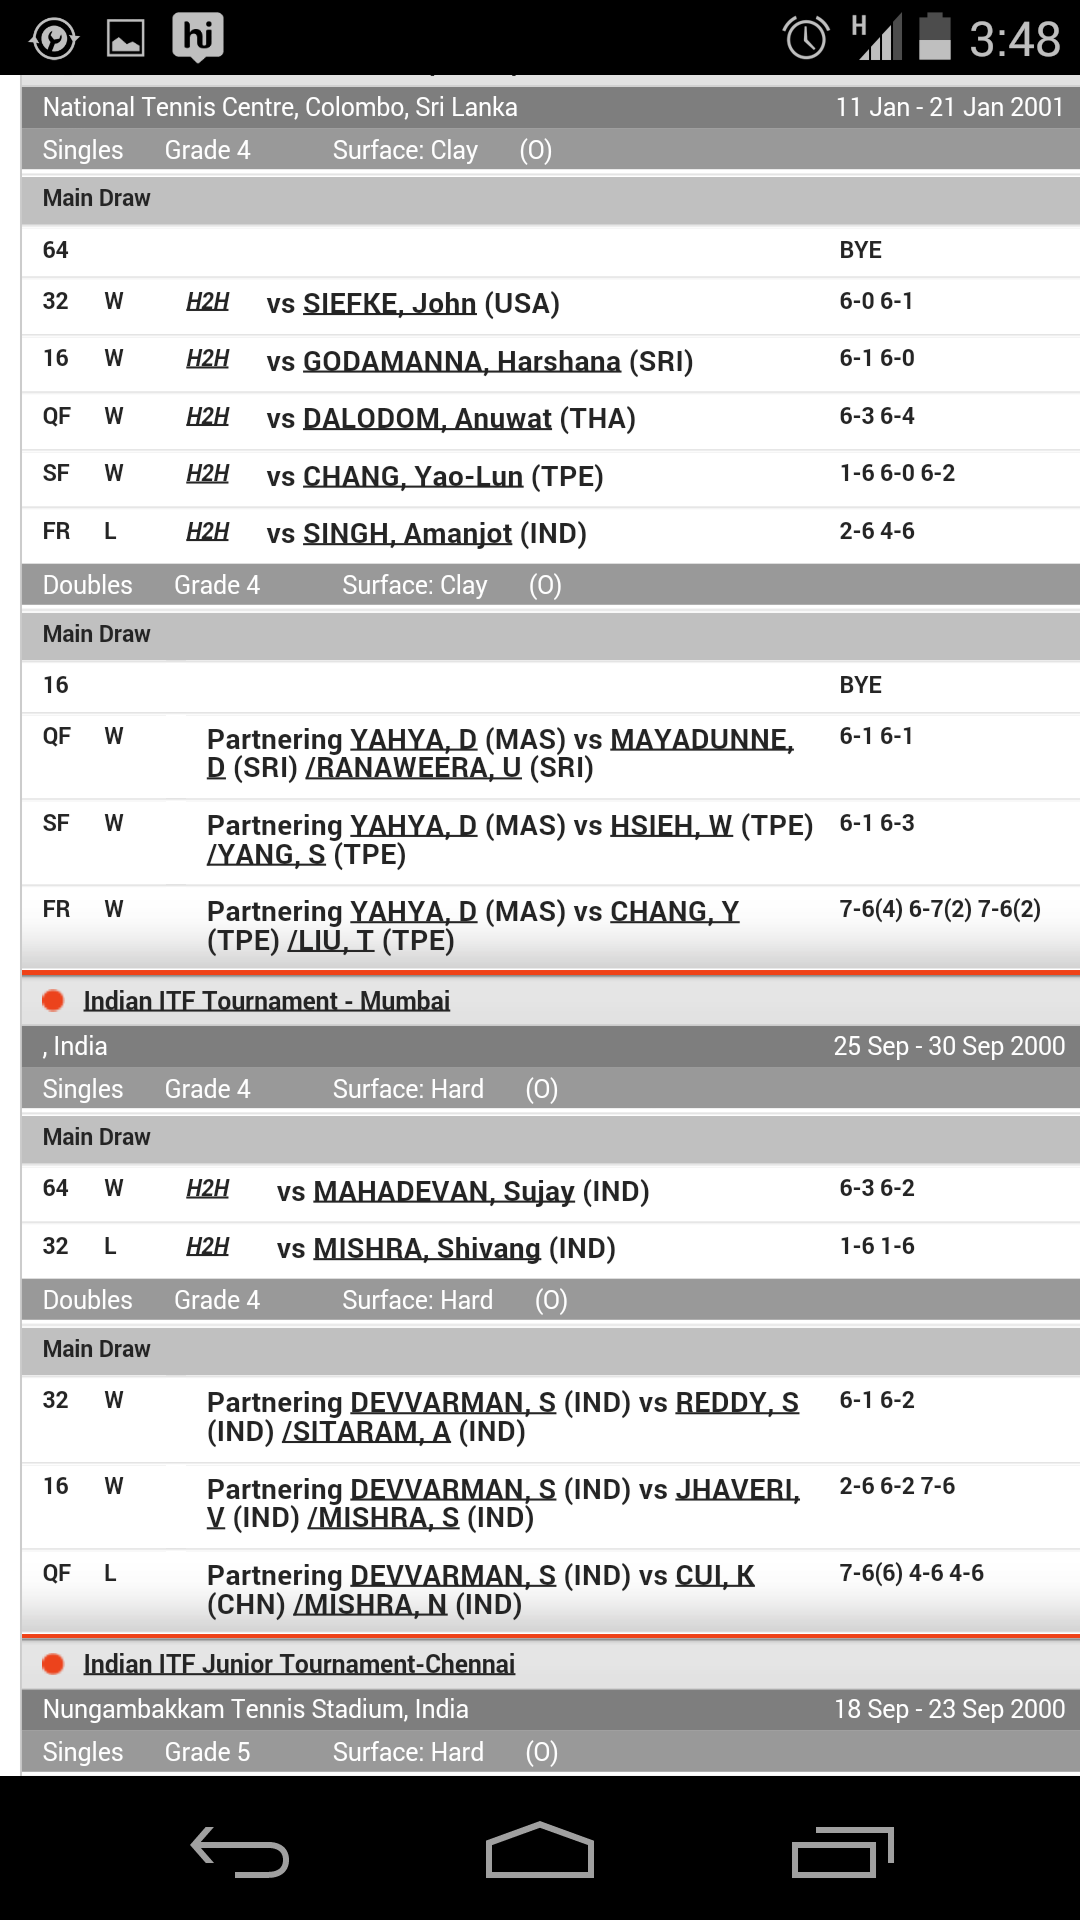 hi H 3:48
National Tennis Centre, Colombo, Sri Lanka 11 Jan - 21 Jan 2001
Singles Grade 4 Surface: Clay (O)
Main Draw
64 BYE
32 W H2H vs SIEFKE, John (USA) 6-0 6-1
16 W H2H vs GODAMANNA, Harshana (SRI) 6-1 6-0
QF W H2H vs DALODOM, Anuwat (THA) 6-3 6-4
SF W H2H vs CHANG, Yao-Lun (TPE) 1-6 6-0 6-2
FR L H2H vs SINGH, Amanjot (IND) 2-6 4-6
Doubles Grade 4 Surface: Clay (O)
Main Draw
16 BYE
QF W Partnering YAHYA, D (MAS) vs MAYADUNNE, 6-1 6-1
D (SRI) /RANAWEERA, U (SRI)
SF W Partnering YAHYA, D (MAS) vs HSIEH, W (TPE) 6-1 6-3
/YANG, S (TPE)
FR W Partnering YAHYA, D (MAS) vs CHANG, Y 7-6(4) 6-7(2) 7-6(2)
(TPE) /LIU, T (TPE)
Indian ITF Tournament - Mumbai
, India 25 Sep - 30 Sep 2000
Singles Grade 4 Surface: Hard (O)
Main Draw
64 W H2H vs MAHADEVAN, Sujay (IND) 6-3 6-2
32 L H2H vs MISHRA, Shivang (IND) 1-6 1-6
Doubles Grade 4 Surface: Hard (O)
Main Draw
32 W Partnering DEVVARMAN, S (IND) vs REDDY, S 6-1 6-2
(IND) /SITARAM, A (IND)
16 W Partnering DEVVARMAN, S (IND) vs JHAVERI, 2-6 6-2 7-6
V (IND) /MISHRA, S (IND)
QF L Partnering DEVVARMAN, S (IND) vs CUI, K 7-6(6) 4-6 4-6
(CHN) /MISHRA, N (IND)
Indian ITF Junior Tournament-Chennai
Nungambakkam Tennis Stadium, India 18 Sep - 23 Sep 2000
Singles Grade 5 Surface: Hard (O)